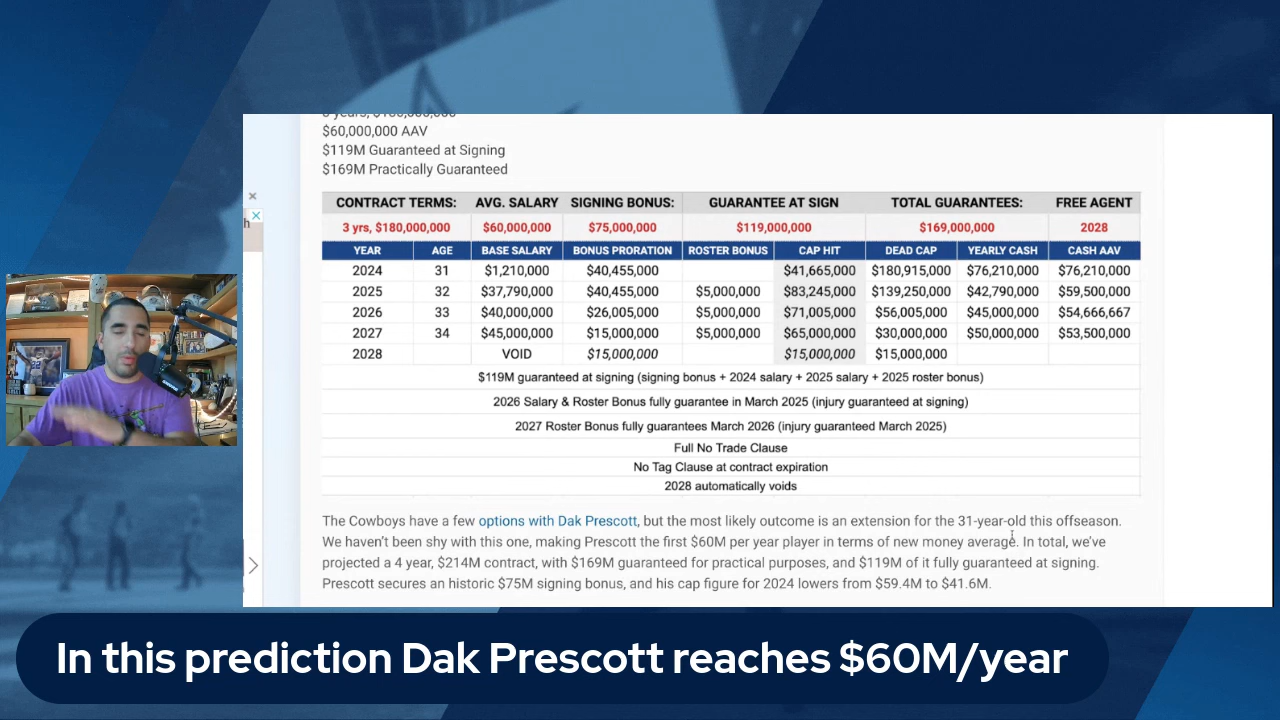 3 years, $180,000,000
$60,000,000 AAV
$119M Guaranteed at Signing
$169M Practically Guaranteed
CONTRACT TERMS: AVG. SALARY SIGNING BONUS: GUARANTEE AT SIGN TOTAL GUARANTEES: FREE AGENT
3 yrs, $180,000,000 $60,000,000 $75,000,000 $119,000,000 $169,000,000 2028
YEAR AGE BASE SALARY BONUS PRORATION ROSTER BONUS CAP HIT DEAD CAP YEARLY CASH CASH AAV
2024 31 $1,210,000 $40,455,000 $41,665,000 $180,915,000 $76,210,000 $76,210,000
2025 32 $37,790,000 $40,455,000 $5,000,000 $83,245,000 $139,250,000 $42,790,000 $59,500,000
2026 33 $40,000,000 $26,005,000 $5,000,000 $71,005,000 $56,005,000 $45,000,000 $54,666,667
2027 34 $45,000,000 $15,000,000 $5,000,000 $65,000,000 $30,000,000 $50,000,000 $53,500,000
2028 VOID $15,000,000 $15,000,000 $15,000,000
$119M guaranteed at signing (signing bonus + 2024 salary + 2025 salary + 2025 roster bonus)
2026 Salary & Roster Bonus fully guarantee in March 2025 (injury guaranteed at signing)
2027 Roster Bonus fully guarantees March 2026 (injury guaranteed March 2025)
Full No Trade Clause
No Tag Clause at contract expiration
2028 automatically voids
The Cowboys have a few options with Dak Prescott, but the most likely outcome is an extension for the 31-year-old this offseason.
We haven't been shy with this one, making Prescott the first $60M per year player in terms of new money average. In total, we've
projected a 4 year, $214M contract, with $169M guaranteed for practical purposes, and $119M of it fully guaranteed at signing.
Prescott secures an historic $75M signing bonus, and his cap figure for 2024 lowers from $59.4M to $41.6M.
In this prediction Dak Prescott reaches $60M/year